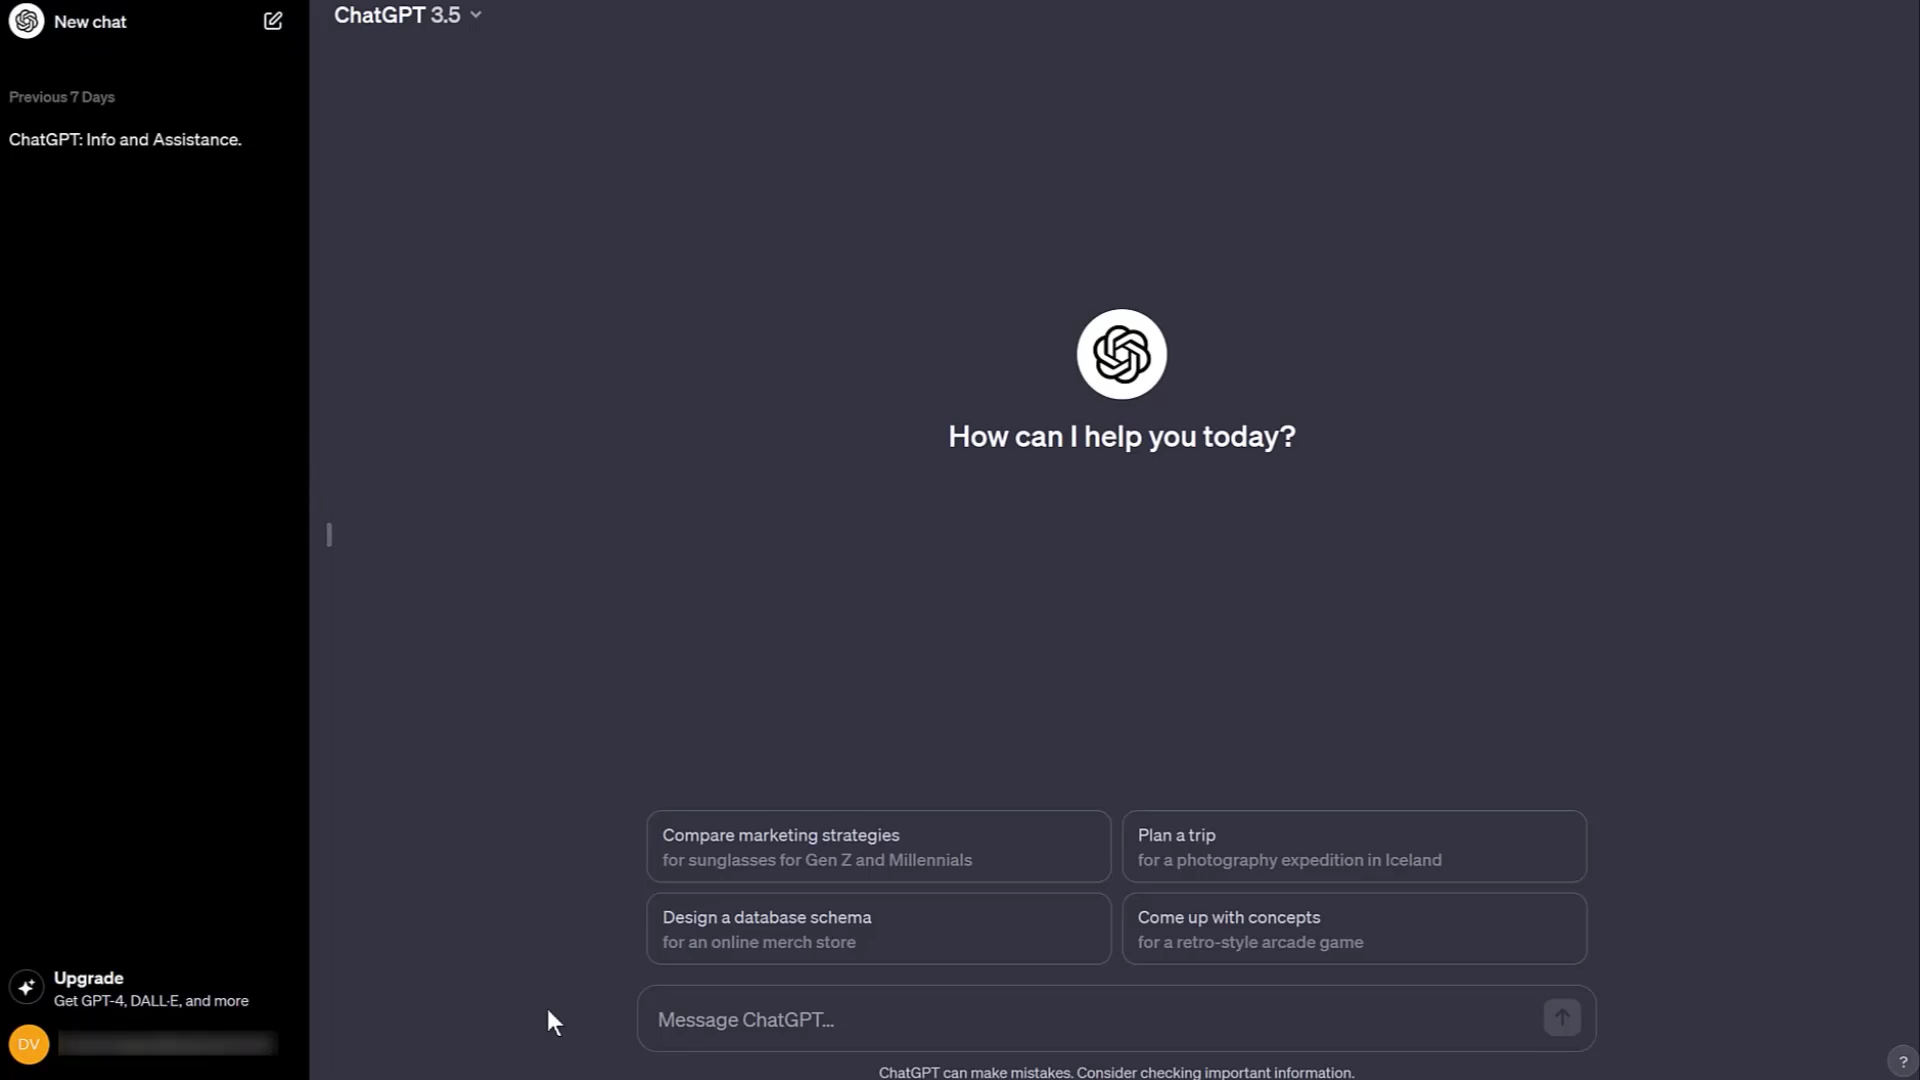 New chat
Previous 7 Days
ChatGPT: Info and Assistance.
Upgrade
Get GPT-4, DALL·E, and more
DV
ChatGPT 3.5
How can I help you today?
Compare marketing strategies
for sunglasses for Gen Z and Millennials
Plan a trip
for a photography expedition in Iceland
Design a database schema
for an online merch store
Come up with concepts
for a retro-style arcade game
Message ChatGPT...
ChatGPT can make mistakes. Consider checking important information.
?